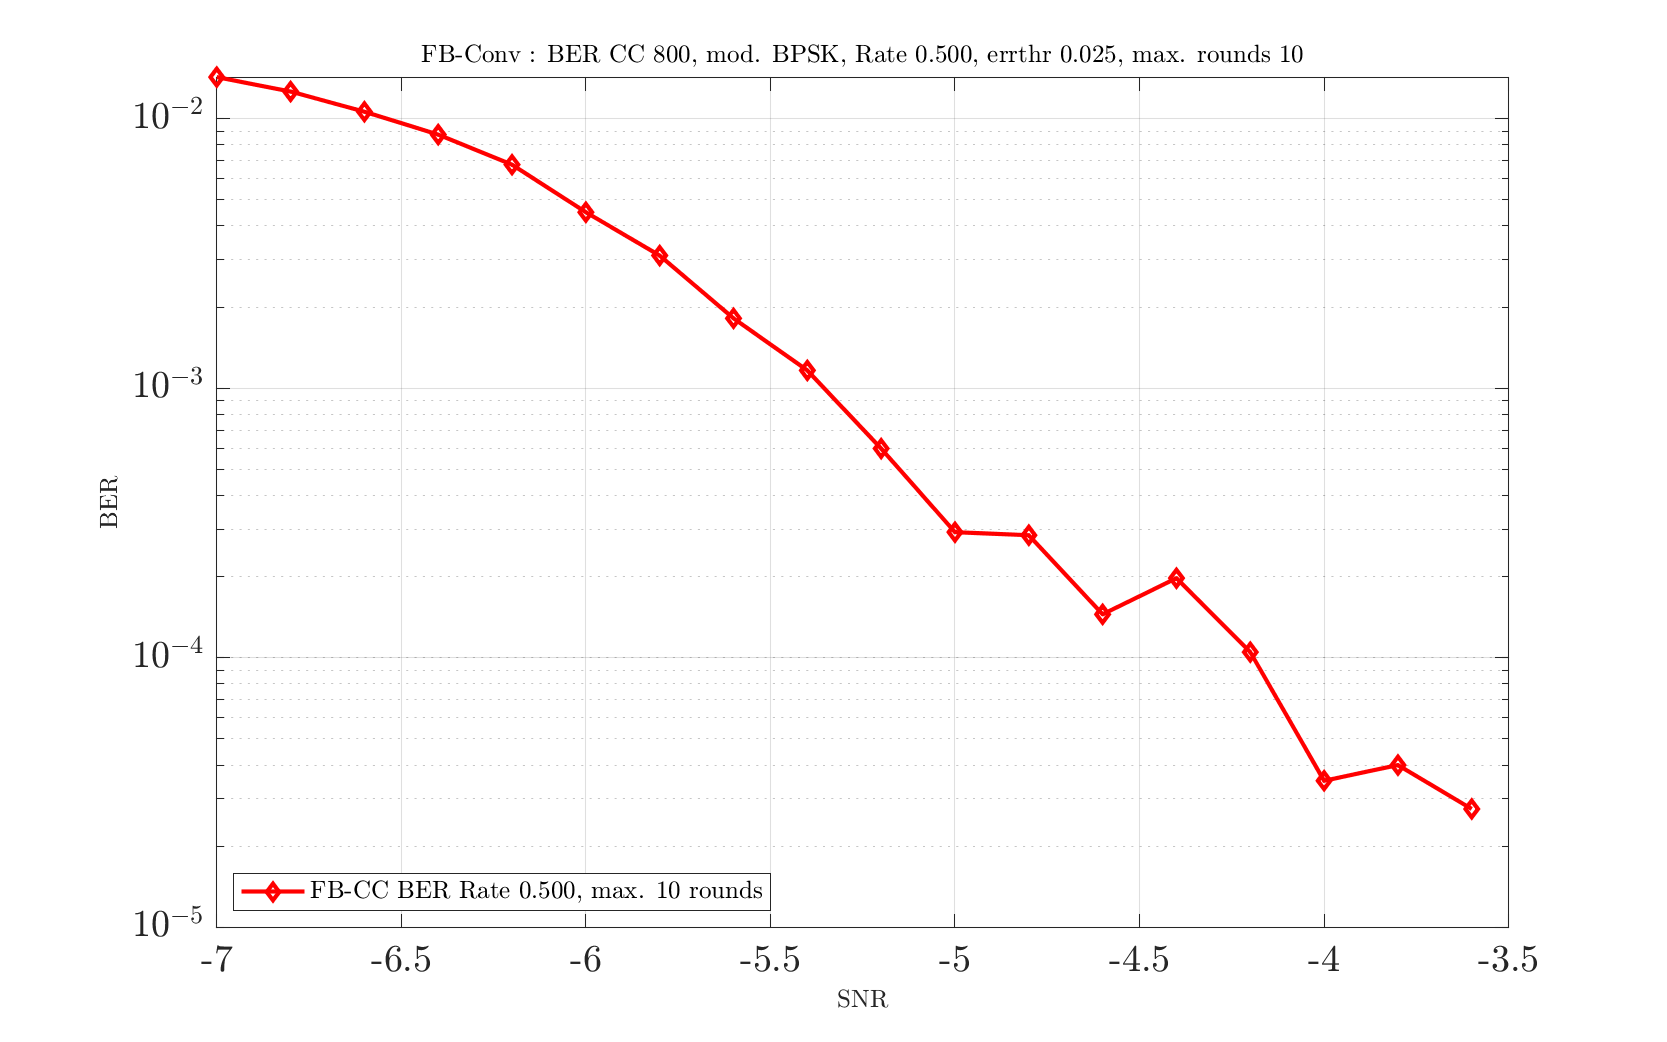 FB-Conv : BER CC 800, mod. BPSK, Rate 0.500, errthr 0.025, max. rounds 10
10^{-2}
10^{-3}
10^{-4}
10^{-5}
BER
FB-CC BER Rate 0.500, max. 10 rounds
-7 -6.5 -6 -5.5 -5 -4.5 -4 -3.5
SNR